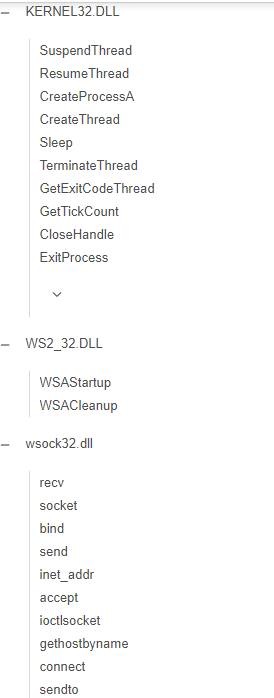 KERNEL32.DLL
SuspendThread
ResumeThread
CreateProcessA
CreateThread
Sleep
TerminateThread
GetExitCodeThread
GetTickCount
CloseHandle
ExitProcess
WS2_32.DLL
WSAStartup
WSACleanup
wsock32.dll
recv
socket
bind
send
inet_addr
accept
ioctlsocket
gethostbyname
connect
sendto